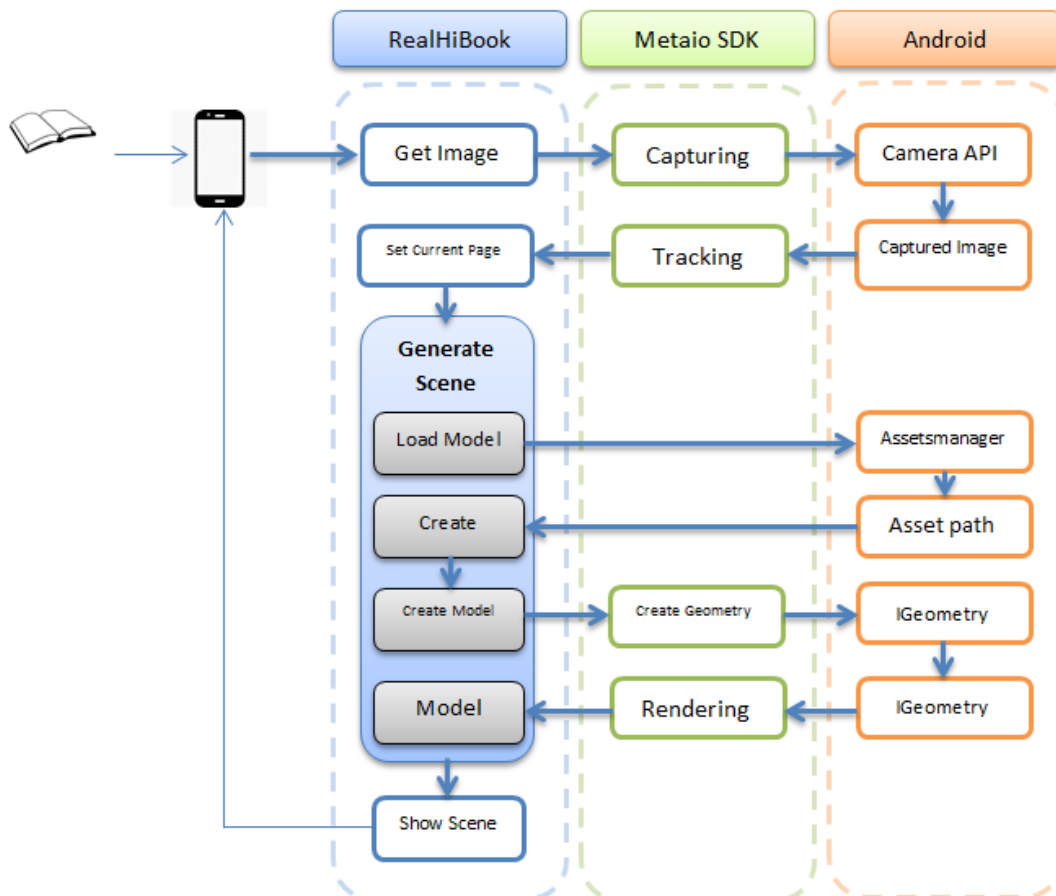 RealHiBook
Metaio SDK
Android
Get Image
Capturing
Camera API
Set Current Page
Tracking
Captured Image
Generate
Scene
Load Model
Assetsmanager
Create
Asset path
Create Model
Create Geometry
IGeometry
Model
Rendering
IGeometry
Show Scene